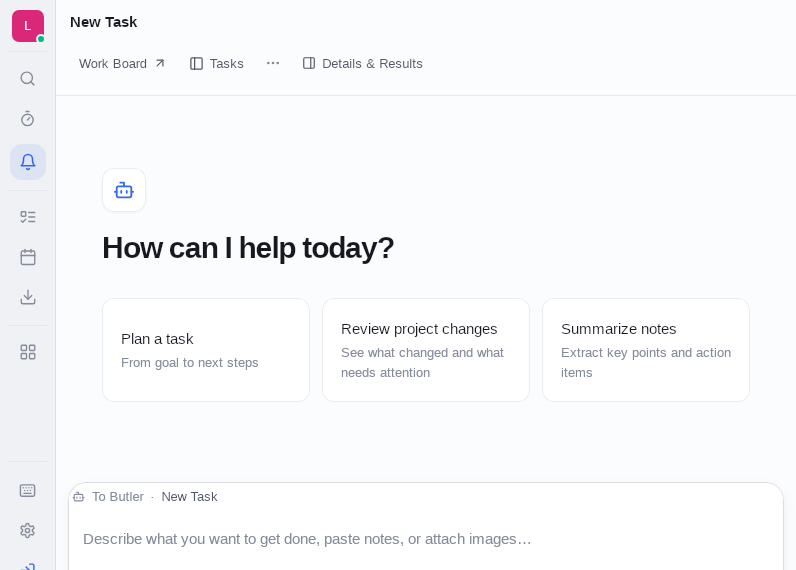 L
New Task
Work Board
Tasks
Details & Results
How can I help today?
Plan a task
From goal to next steps
Review project changes
See what changed and what
needs attention
Summarize notes
Extract key points and action
items
To Butler · New Task
Describe what you want to get done, paste notes, or attach images…